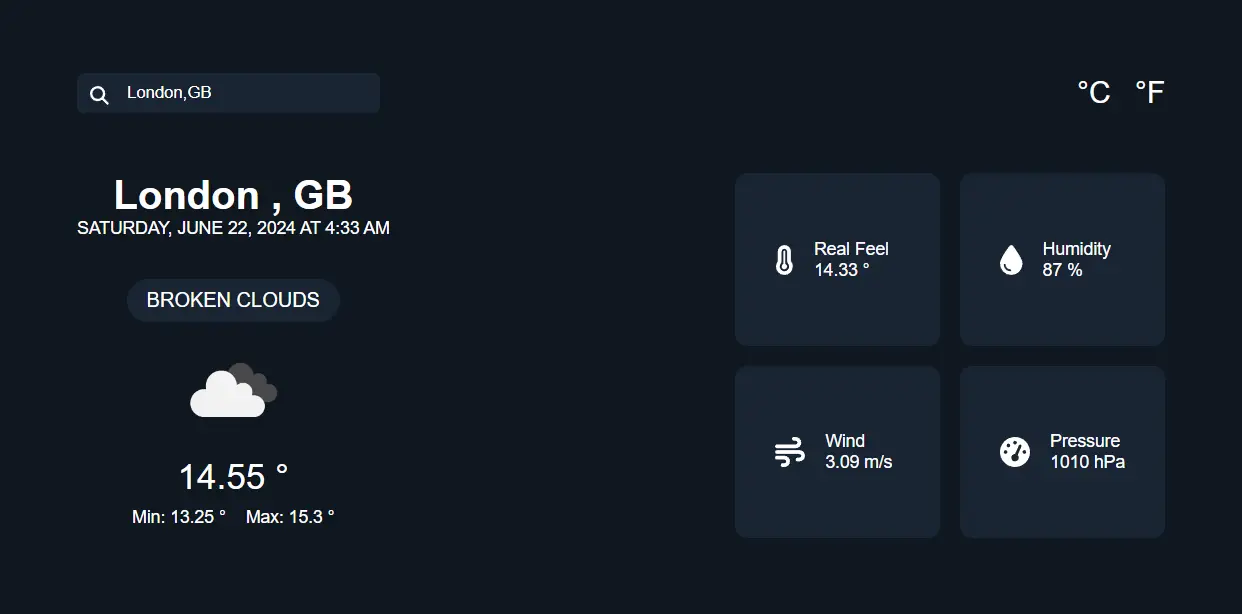 London,GB
°C °F
London , GB
SATURDAY, JUNE 22, 2024 AT 4:33 AM
BROKEN CLOUDS
14.55 °
Min: 13.25 ° Max: 15.3 °
Real Feel
14.33 °
Humidity
87 %
Wind
3.09 m/s
Pressure
1010 hPa